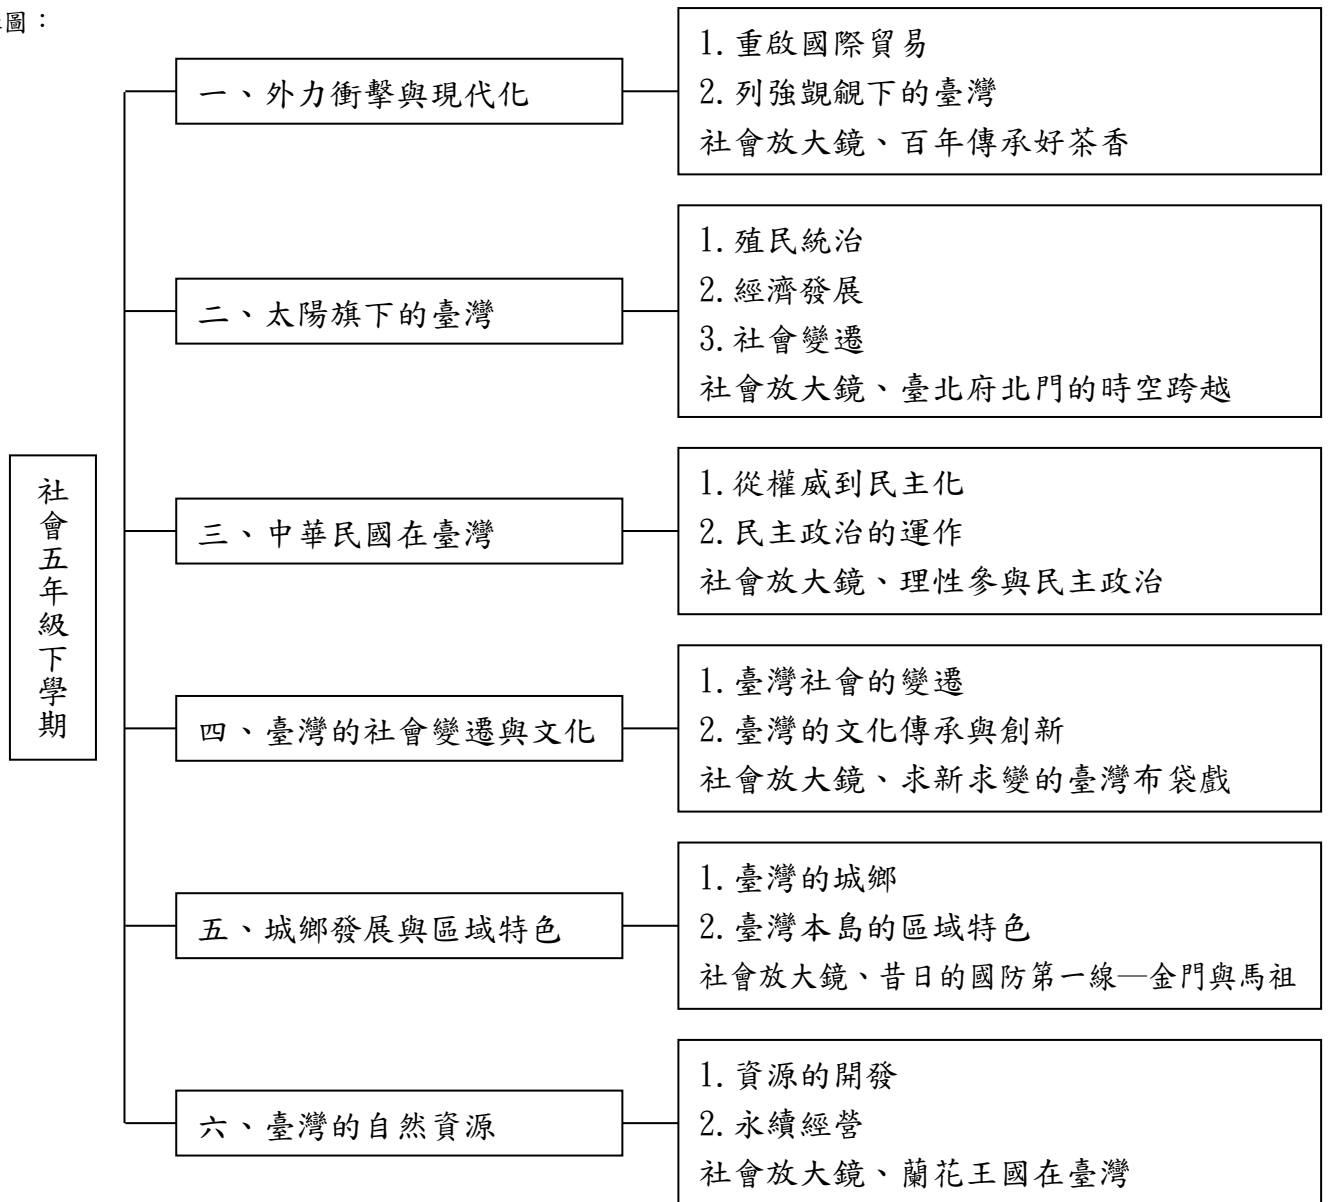 圖：
社會五年級下學期
一、外力衝擊與現代化
1.重啟國際貿易
2.列強覬覦下的臺灣
社會放大鏡、百年傳承好茶香
二、太陽旗下的臺灣
1.殖民統治
2.經濟發展
3.社會變遷
社會放大鏡、臺北府北門的時空跨越
三、中華民國在臺灣
1.從權威到民主化
2.民主政治的運作
社會放大鏡、理性參與民主政治
四、臺灣的社會變遷與文化
1.臺灣社會的變遷
2.臺灣的文化傳承與創新
社會放大鏡、求新求變的臺灣布袋戲
五、城鄉發展與區域特色
1.臺灣的城鄉
2.臺灣本島的區域特色
社會放大鏡、昔日的國防第一線—金門與馬祖
六、臺灣的自然資源
1.資源的開發
2.永續經營
社會放大鏡、蘭花王國在臺灣